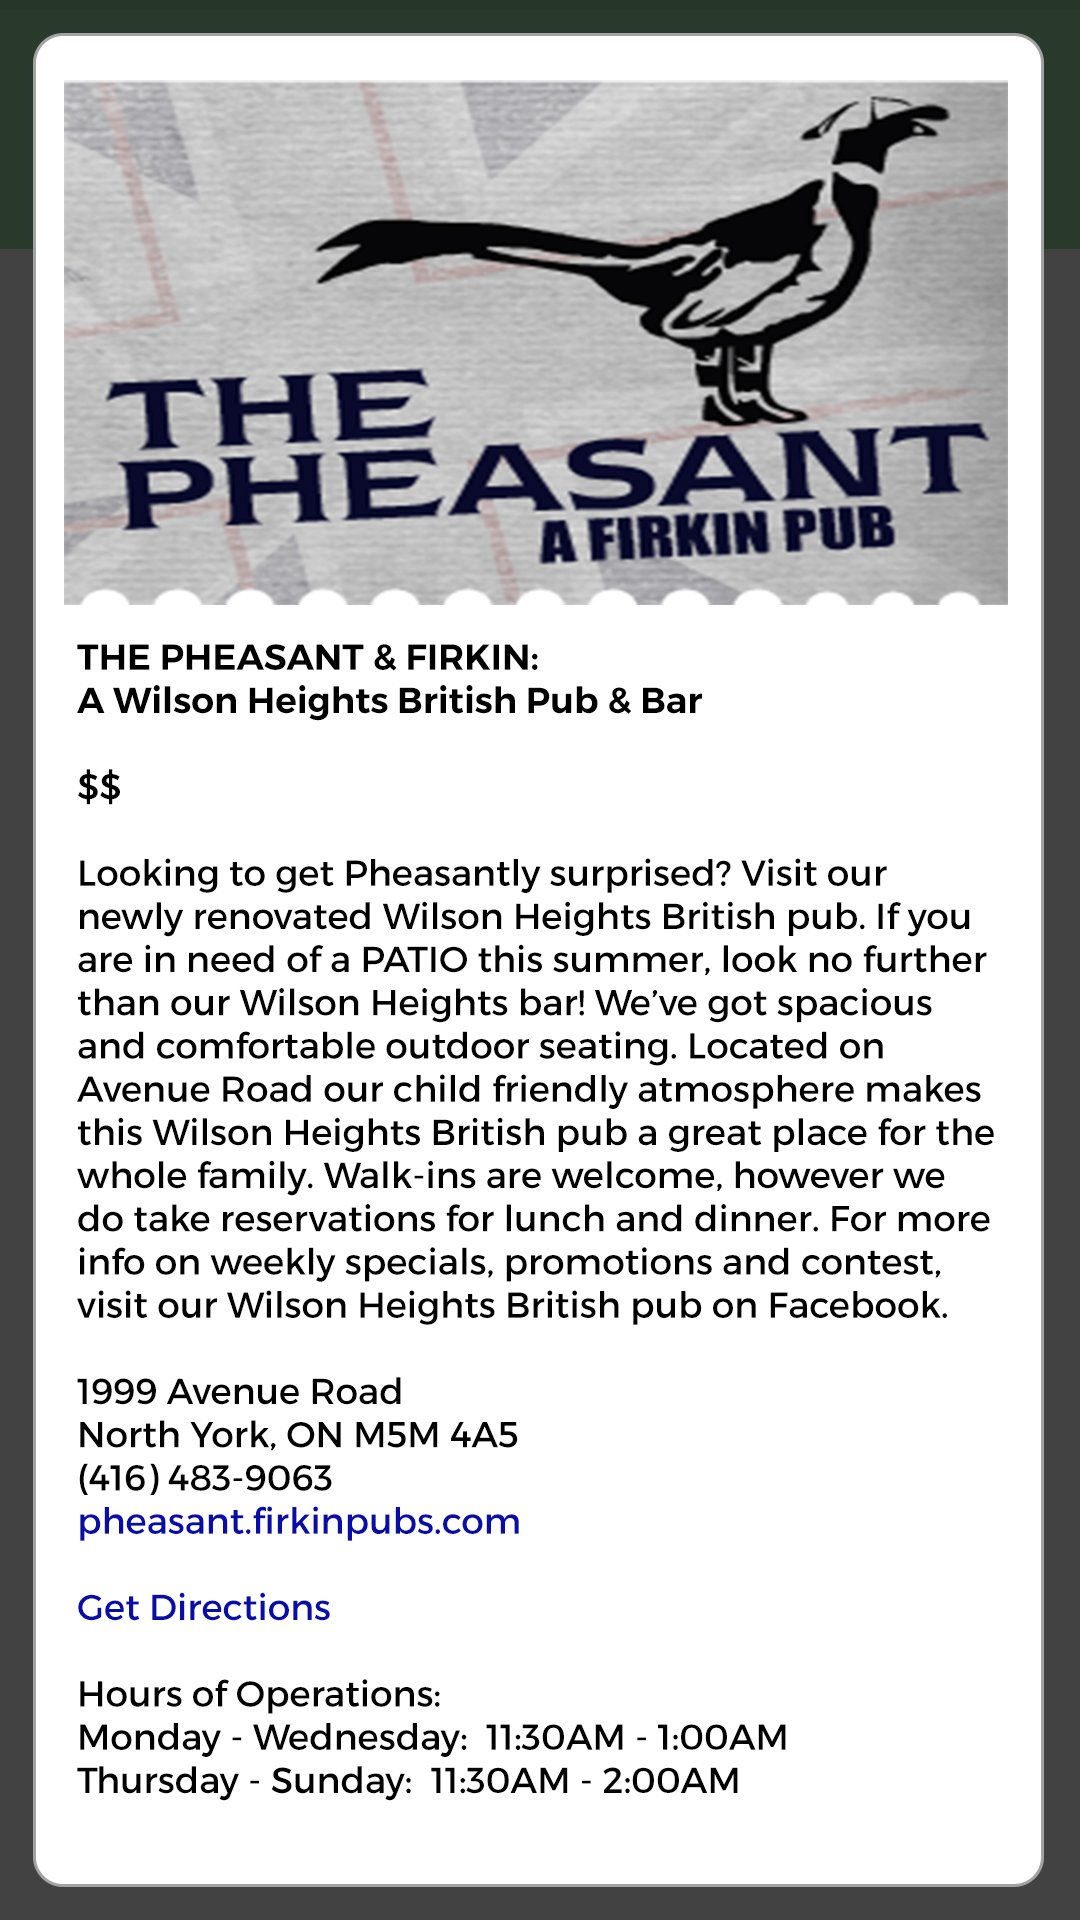 THE
PHEASANT
A FIRKIN PUB
THE PHEASANT & FIRKIN:
A Wilson Heights British Pub & Bar
$$
Looking to get Pheasantly surprised? Visit our
newly renovated Wilson Heights British pub. If you
are in need of a PATIO this summer, look no further
than our Wilson Heights bar! We’ve got spacious
and comfortable outdoor seating. Located on
Avenue Road our child friendly atmosphere makes
this Wilson Heights British pub a great place for the
whole family. Walk-ins are welcome, however we
do take reservations for lunch and dinner. For more
info on weekly specials, promotions and contest,
visit our Wilson Heights British pub on Facebook.
1999 Avenue Road
North York, ON M5M 4A5
(416) 483-9063
pheasant.firkinpubs.com
Get Directions
Hours of Operations:
Monday - Wednesday:  11:30AM - 1:00AM
Thursday - Sunday:  11:30AM - 2:00AM